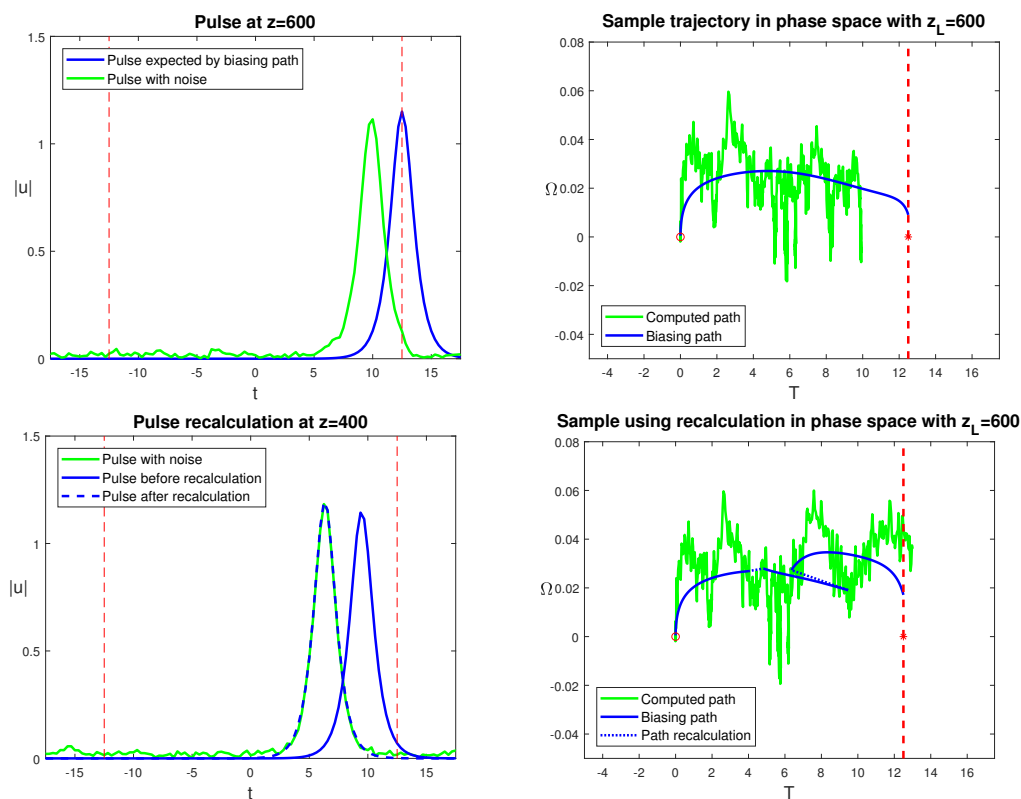 Pulse at z=600
1.5
1
0.5
0
|u|
Pulse expected by biasing path
Pulse with noise
-15 -10 -5 0 5 10 15
t
Sample trajectory in phase space with z_L=600
0.08
0.06
0.04
0.02
0
-0.02
-0.04
Ω
Computed path
Biasing path
-4 -2 0 2 4 6 8 10 12 14 16
T
Pulse recalculation at z=400
1.5
1
0.5
0
|u|
Pulse with noise
Pulse before recalculation
Pulse after recalculation
-15 -10 -5 0 5 10 15
t
Sample using recalculation in phase space with z_L=600
0.08
0.06
0.04
0.02
0
-0.02
-0.04
Ω
Computed path
Biasing path
Path recalculation
-4 -2 0 2 4 6 8 10 12 14 16
T